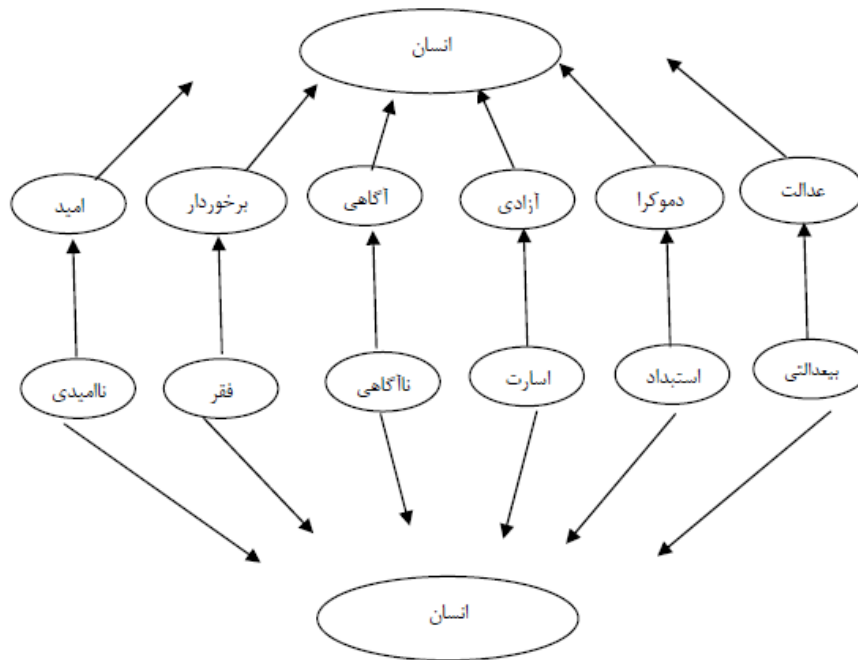 انسان
عدالت
دموکرا
آزادی
آگاهی
برخوردار
امید
بیعدالتی
استبداد
اسارت
ناآگاهی
فقر
ناامیدی
انسان